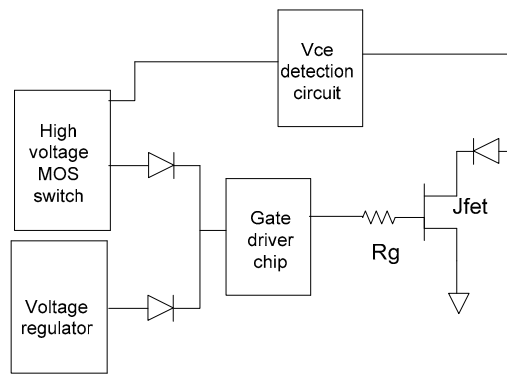 Vce
detection
circuit
High
voltage
MOS
switch
Gate
driver
chip
Jfet
Rg
Voltage
regulator